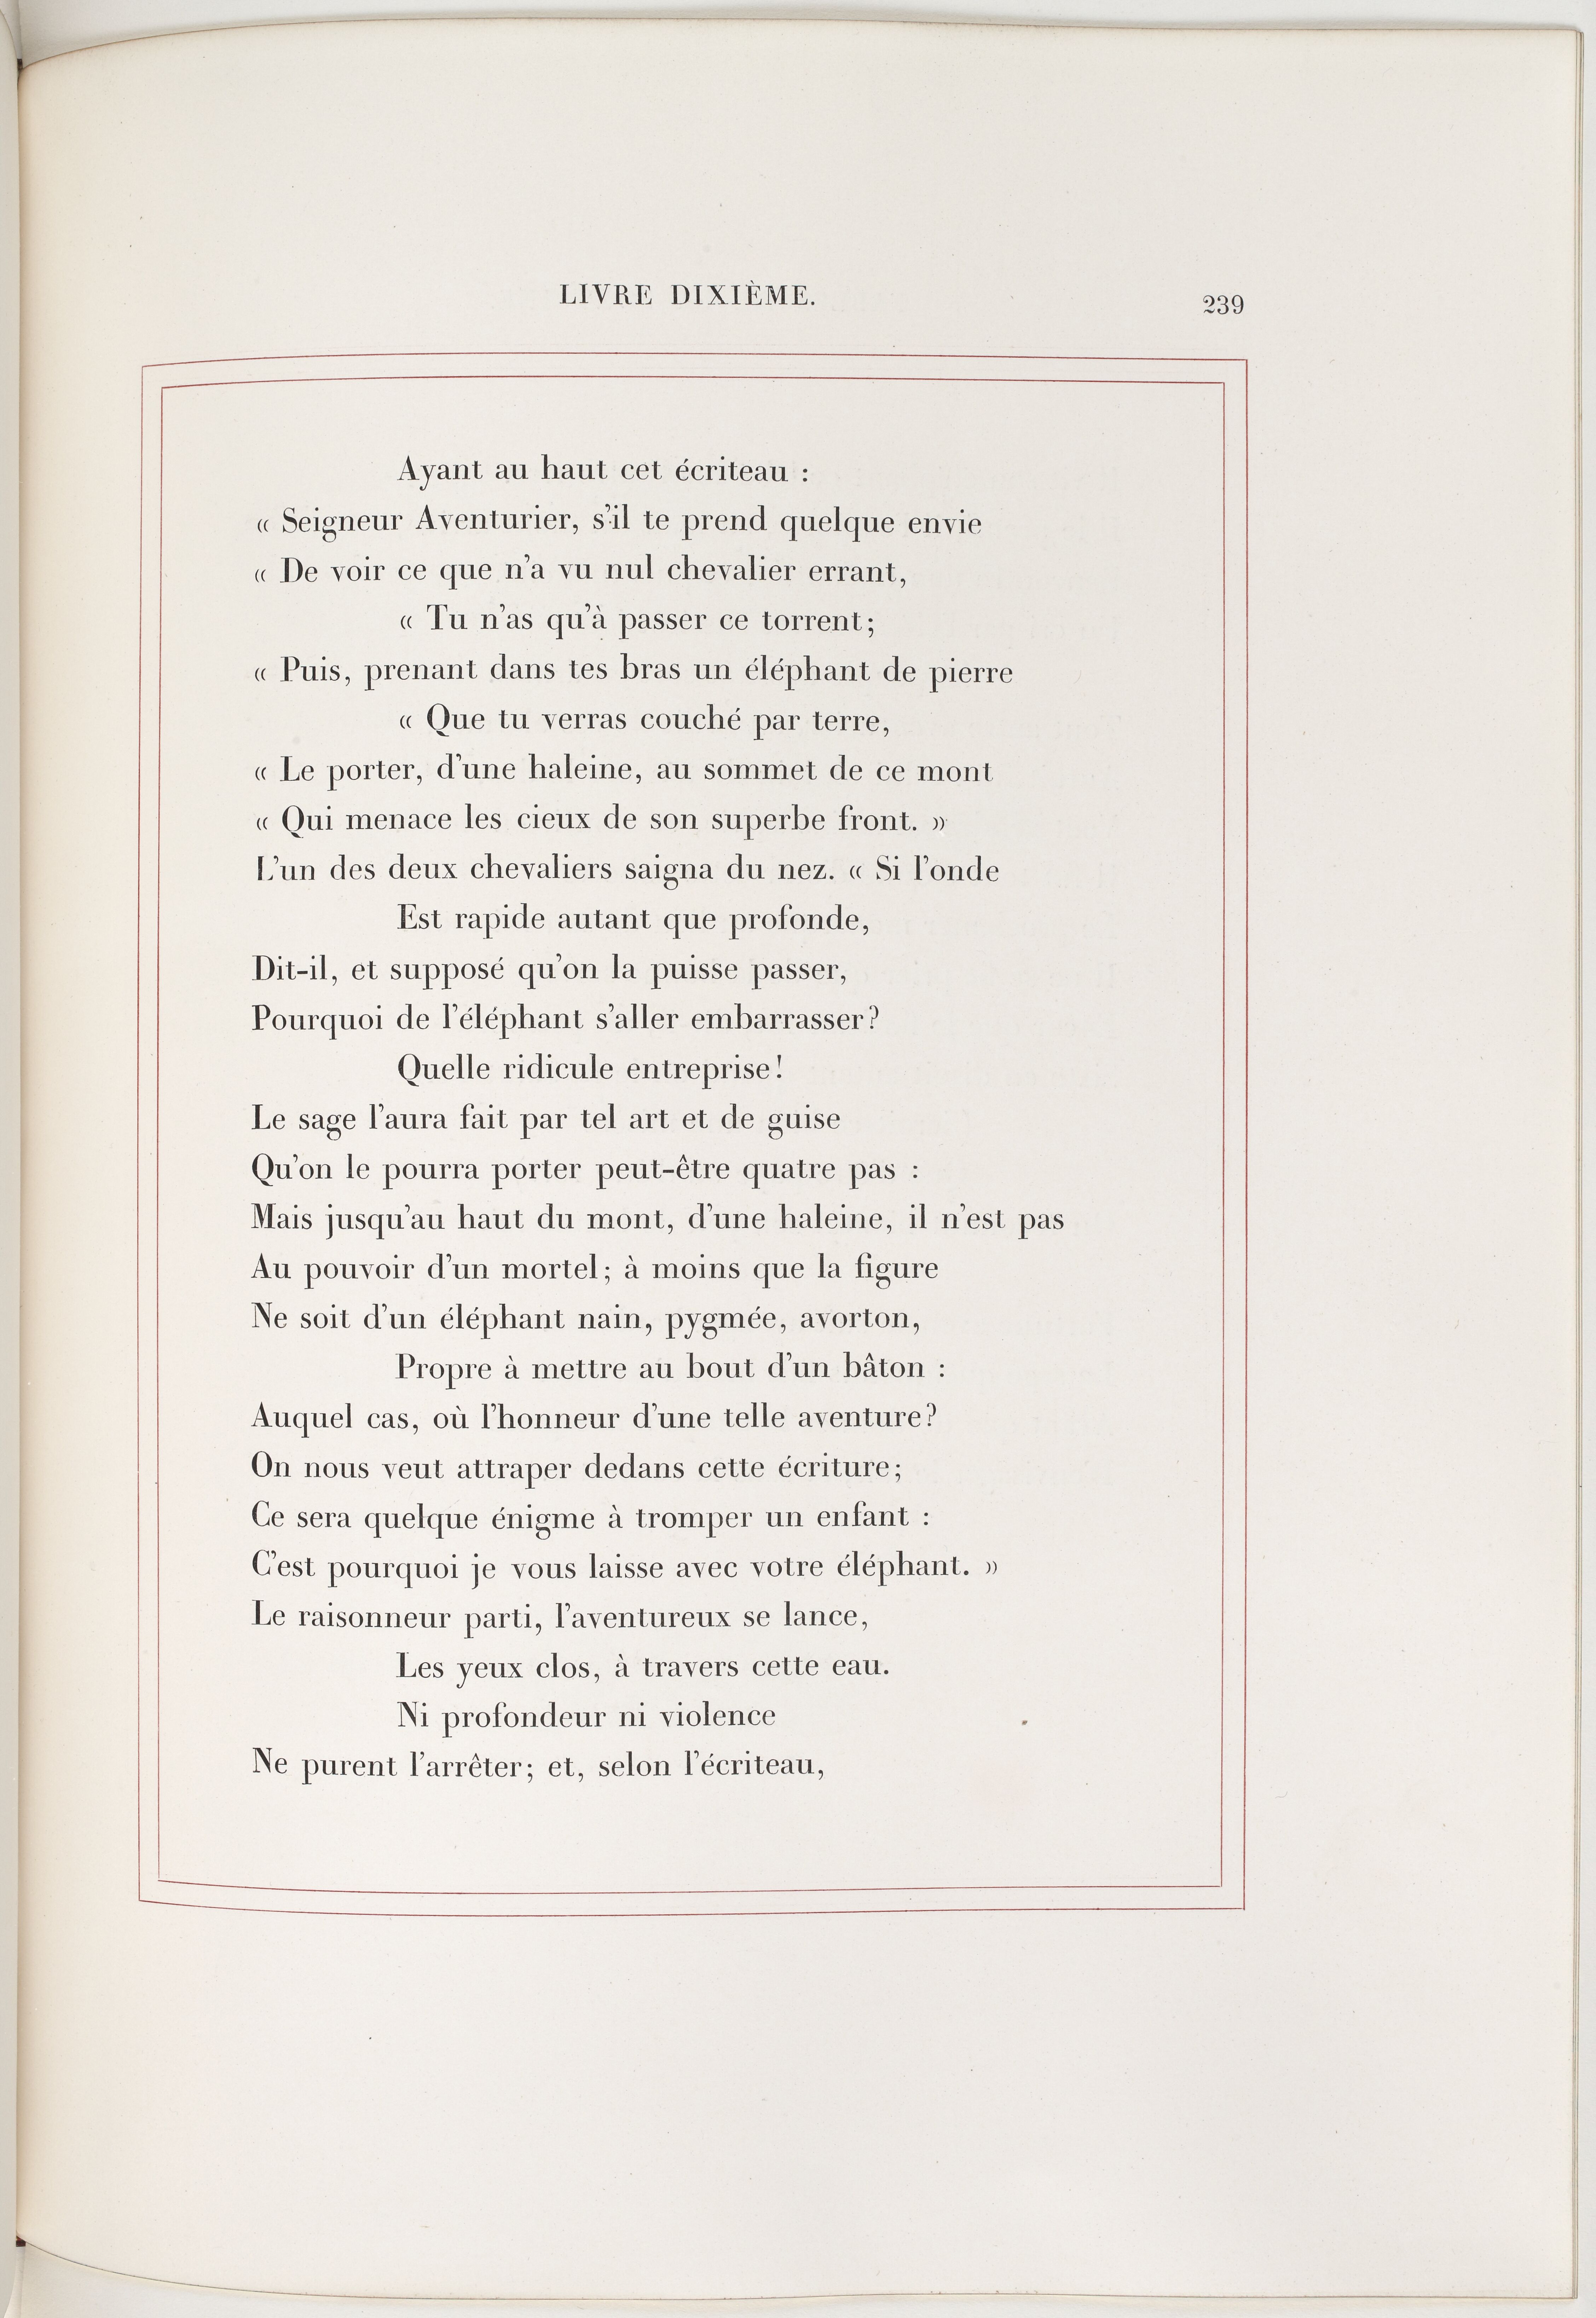 LIVRE DIXIÈME.
239
Ayant au haut cet écriteau :
« Seigneur Aventurier, s'il te prend quelque envie
« De voir ce que n'a vu nul chevalier errant,
« Tu n'as qu'à passer ce torrent;
« Puis, prenant dans tes bras un éléphant de pierre
« Que tu verras couché par terre,
« Le porter, d'une haleine, au sommet de ce mont
« Qui menace les cieux de son superbe front. »
L'un des deux chevaliers saigna du nez. « Si l'onde
Est rapide autant que profonde,
Dit-il, et supposé qu'on la puisse passer,
Pourquoi de l'éléphant s'aller embarrasser?
Quelle ridicule entreprise!
Le sage l'aura fait par tel art et de guise
Qu'on le pourra porter peut-être quatre pas :
Mais jusqu'au haut du mont, d'une haleine, il n'est pas
Au pouvoir d'un mortel; à moins que la figure
Ne soit d'un éléphant nain, pygmée, avorton,
Propre à mettre au bout d'un bâton :
Auquel cas, où l'honneur d'une telle aventure?
On nous veut attraper dedans cette écriture;
Ce sera quelque énigme à tromper un enfant :
C'est pourquoi je vous laisse avec votre éléphant. »
Le raisonneur parti, l'aventureux se lance,
Les yeux clos, à travers cette eau.
Ni profondeur ni violence
Ne purent l'arrêter; et, selon l'écriteau,